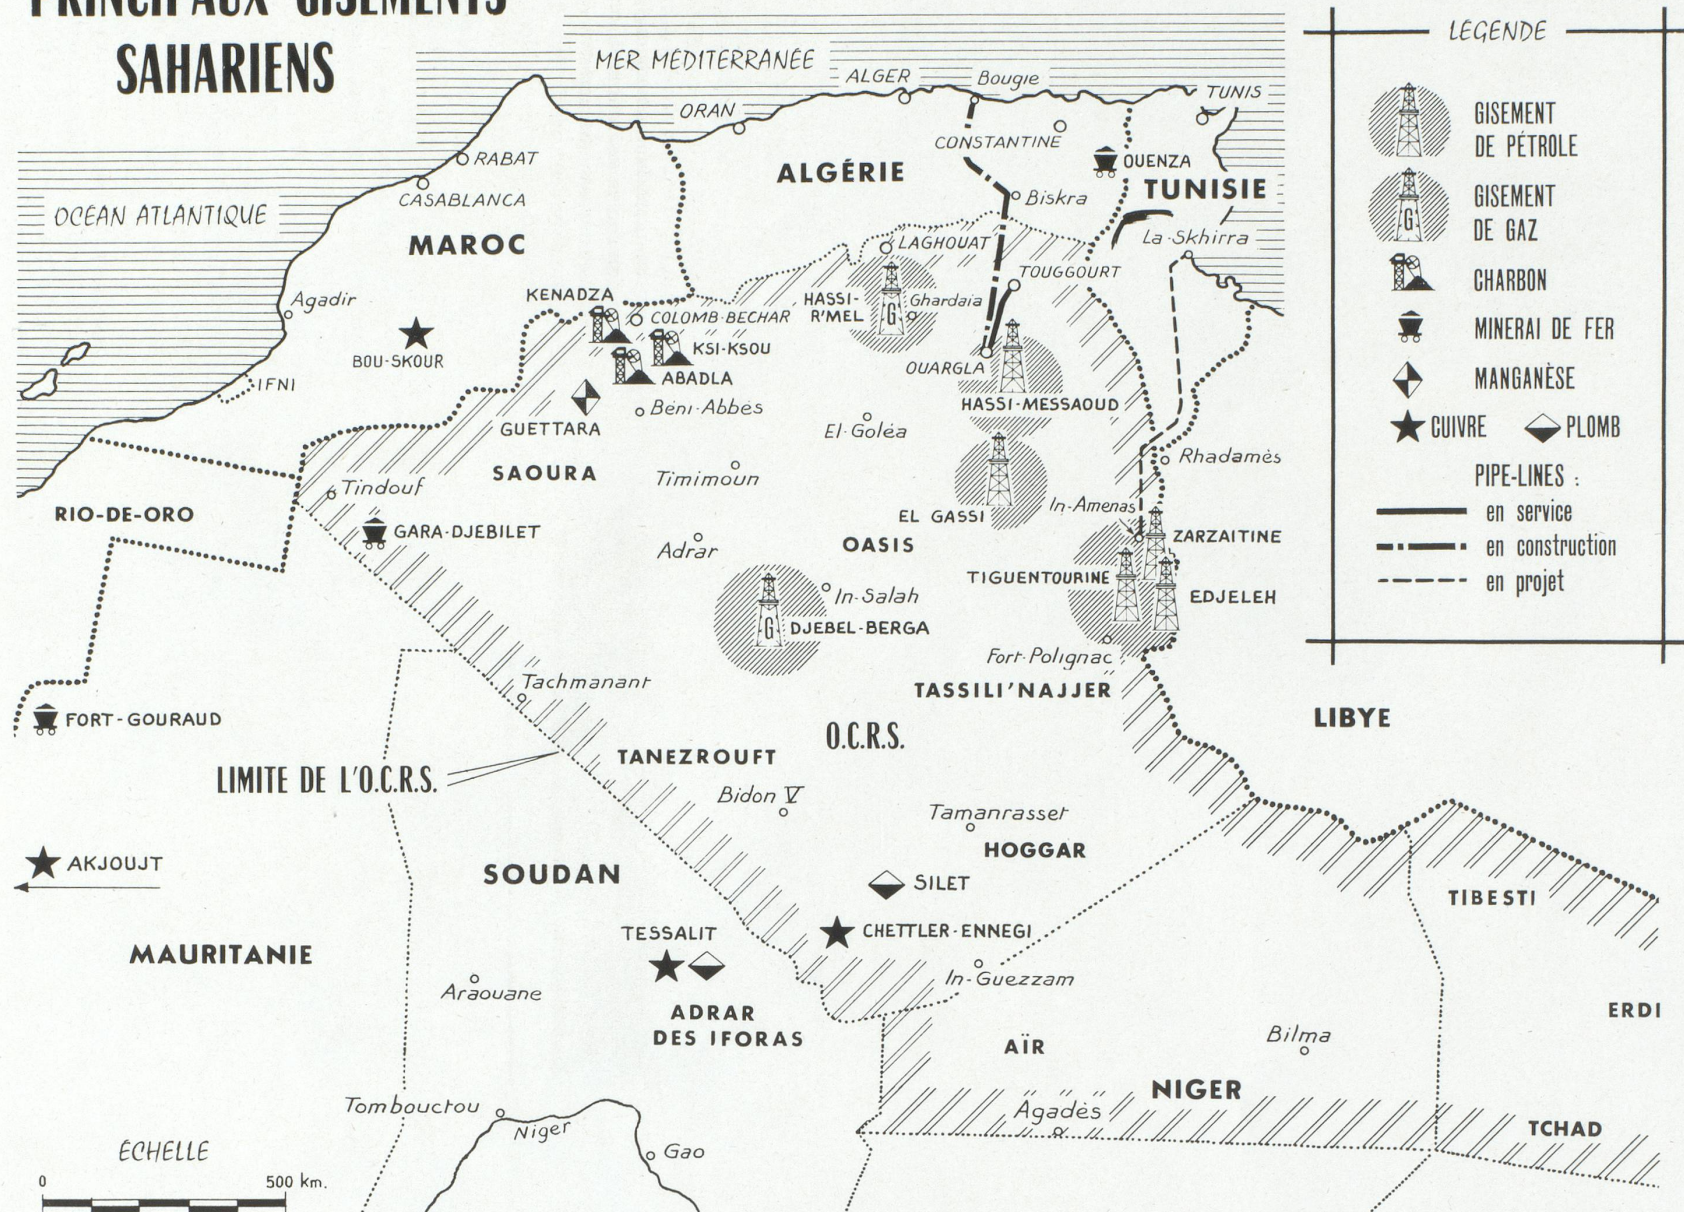 PRINCIPAUX GISEMENTS
SAHARIENS
MER MÉDITERRANÉE
OCÉAN ATLANTIQUE
ALGER
Bougie
TUNIS
ORAN
CONSTANTINE
RABAT
CASABLANCA
ALGÉRIE
OUENZA
TUNISIE
Biskra
MAROC
LAGHOUAT
La-Skhirra
TOUGGOURT
Agadir
KENADZA
COLOMB-BECHAR
HASSI-
R'MEL
G
Ghardaïa
BOU-SKOUR
KSI-KSOU
ABADLA
OUARGLA
IFNI
Béni-Abbès
HASSI-MESSAOUD
GUETTARA
El-Goléa
Rhadamès
SAOURA
Timimoun
Tindouf
RIO-DE-ORO
EL GASSI
In-Amenas
GARA-DJEBILET
Adrar
OASIS
ZARZAITINE
TIGUENTOURINE
EDJELEH
In-Salah
G
DJEBEL-BERGA
Fort-Polignac
Tachmanant
TASSILI'NAJJER
FORT-GOURAUD
LIBYE
O.C.R.S.
TANEZROUFT
LIMITE DE L'O.C.R.S.
Bidon V
Tamanrasset
HOGGAR
AKJOUJT
SOUDAN
SILET
TIBESTI
TESSALIT
CHETTLER-ENNEGI
MAURITANIE
In-Guezzam
Araouane
ADRAR
DES IFORAS
ERDI
AÏR
Bilma
NIGER
Agadès
Tombouctou
Niger
TCHAD
Gao
ÉCHELLE
0
500 km.
LÉGENDE
GISEMENT
DE PÉTROLE
G
GISEMENT
DE GAZ
CHARBON
MINERAI DE FER
MANGANÈSE
CUIVRE
PLOMB
PIPE-LINES :
en service
en construction
en projet